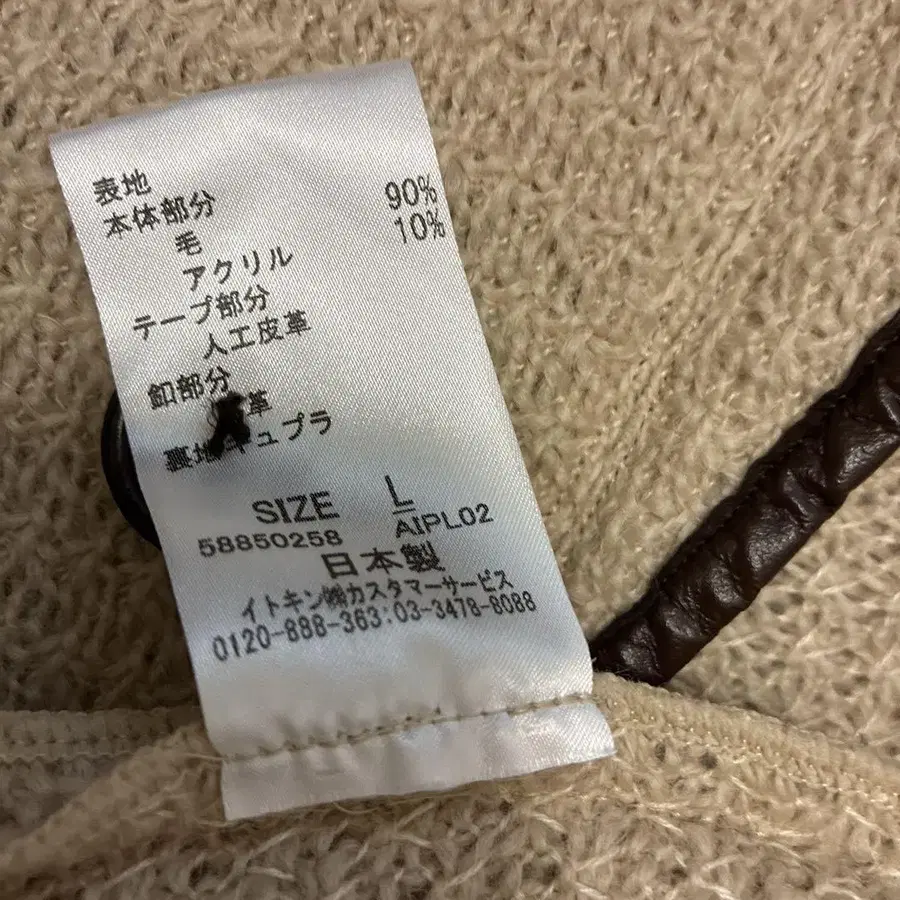 表地
本体部分
毛 90%
アクリル 10%
テープ部分
人工皮革
釦部分
革
裏地 キュプラ
SIZE L
58850258 AIPL02
日本製
イトキン㈱カスタマーサービス
0120-888-363:03-3478-8088